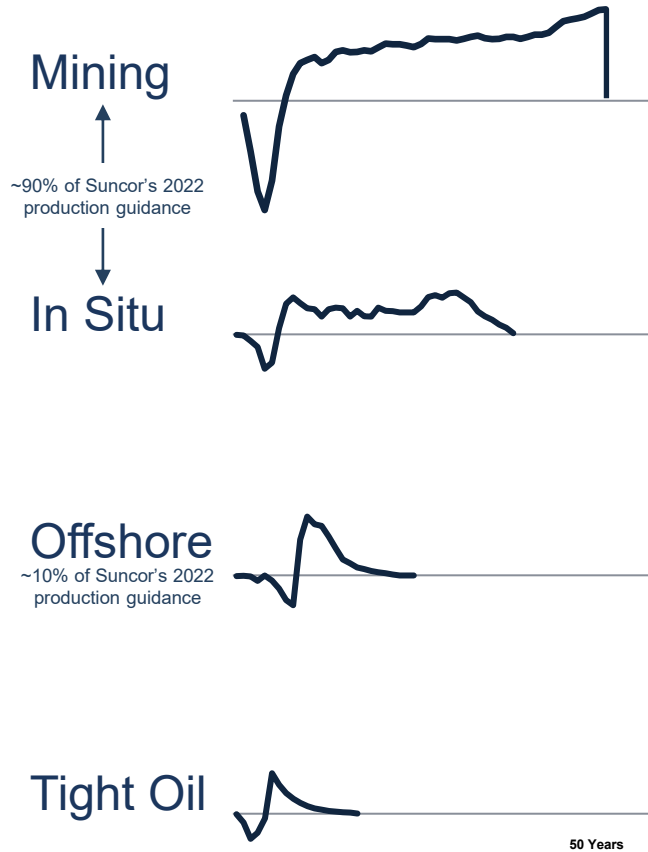 Mining
~90% of Suncor's 2022
production guidance
In Situ
Offshore
~10% of Suncor's 2022
production guidance
Tight Oil
50 Years